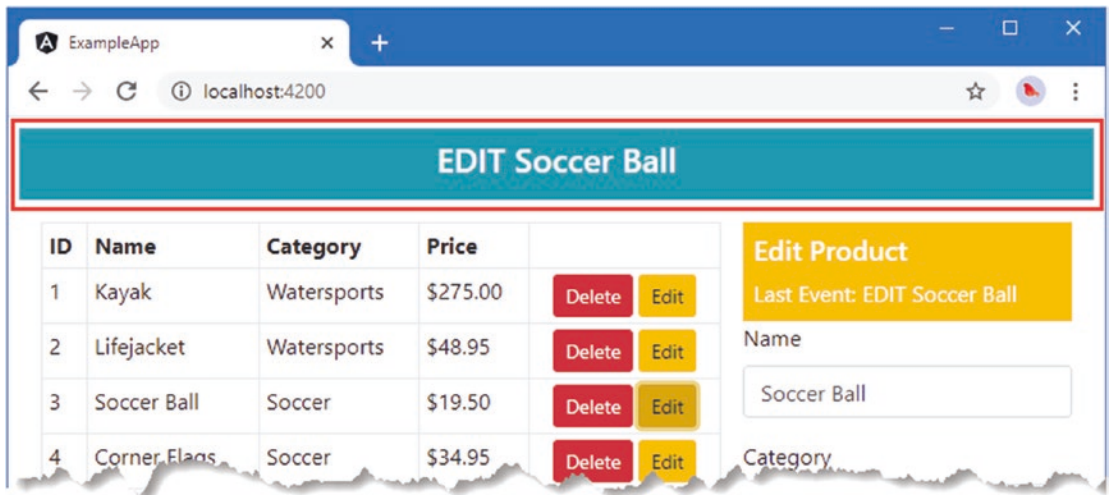 ExampleApp
localhost:4200
EDIT Soccer Ball
ID Name Category Price
1 Kayak Watersports $275.00 Delete Edit
2 Lifejacket Watersports $48.95 Delete Edit
3 Soccer Ball Soccer $19.50 Delete Edit
4 Corner Flags Soccer $34.95 Delete Edit
Edit Product
Last Event: EDIT Soccer Ball
Name
Soccer Ball
Category